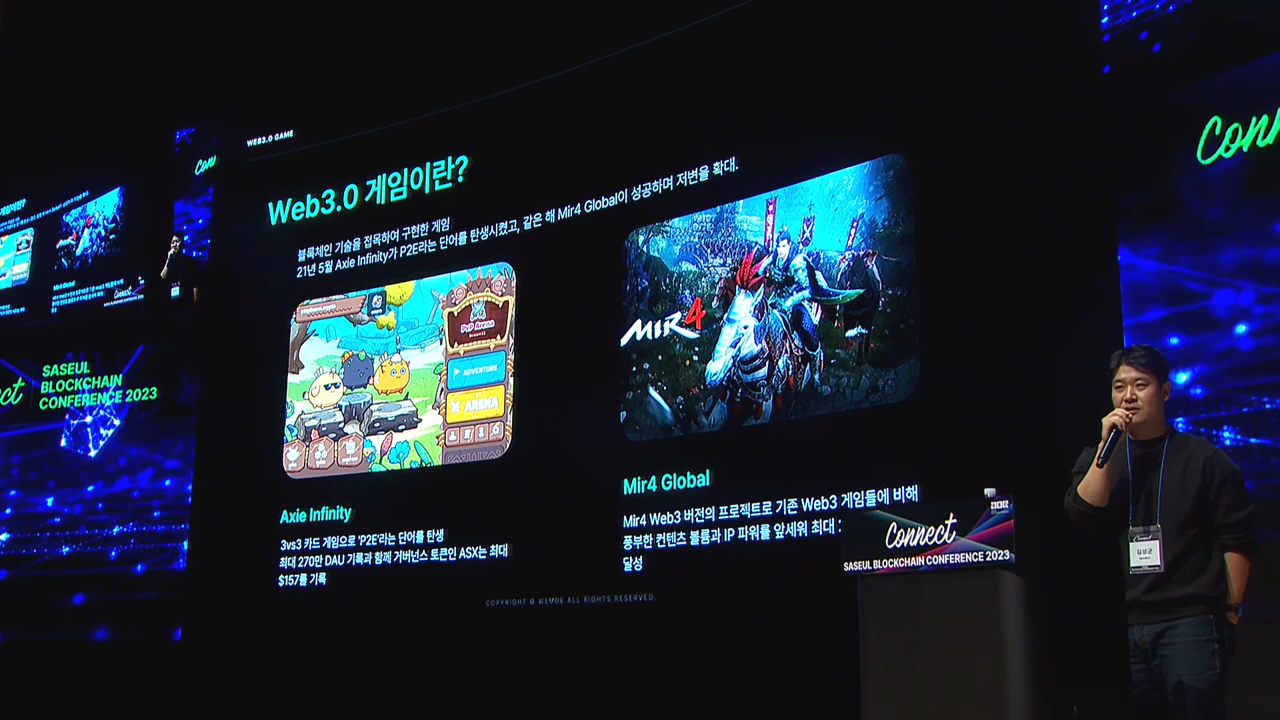 WEB3.0 GAME
Web3.0 게임이란?
블록체인 기술을 접목하여 구현한 게임
21년 5월 Axie Infinity가 P2E라는 단어를 탄생시켰고, 같은 해 Mir4 Global이 성공하며 저변을 확대.
PvP Arena
ADVENTURE
ARENA
MIR4
Axie Infinity
3vs3 카드 게임으로 'P2E'라는 단어를 탄생
최대 270만 DAU 기록과 함께 거버넌스 토큰인 ASX는 최대
$157를 기록
Mir4 Global
Mir4 Web3 버전의 프로젝트로 기존 Web3 게임들에 비해
풍부한 컨텐츠 볼륨과 IP 파워를 앞세워 최대
달성
COPYRIGHT © WEMADE ALL RIGHTS RESERVED.
Connect
SASEUL BLOCKCHAIN CONFERENCE 2023
SASEUL
BLOCKCHAIN
CONFERENCE 2023
Conn
Con
김상균
Speaker